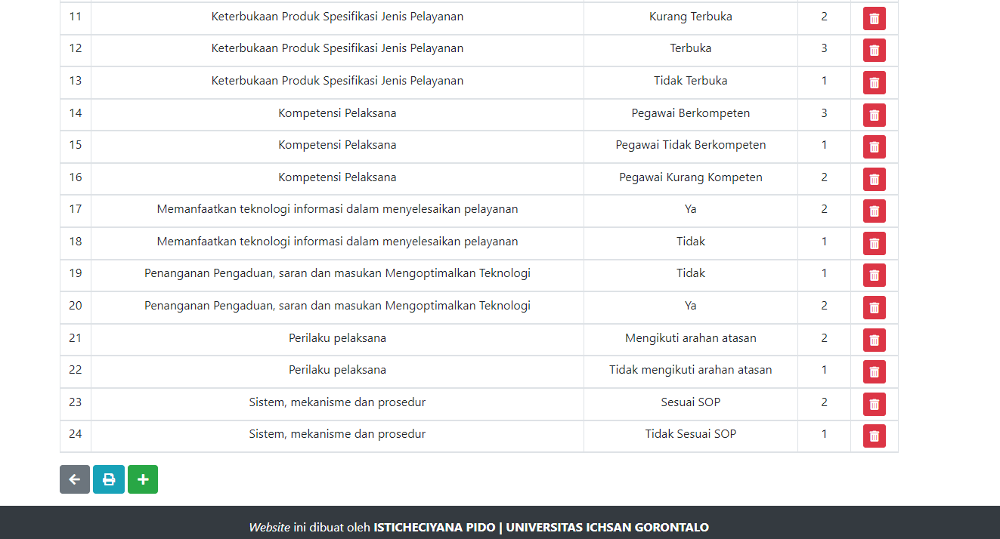 11 Keterbukaan Produk Spesifikasi Jenis Pelayanan Kurang Terbuka 2
12 Keterbukaan Produk Spesifikasi Jenis Pelayanan Terbuka 3
13 Keterbukaan Produk Spesifikasi Jenis Pelayanan Tidak Terbuka 1
14 Kompetensi Pelaksana Pegawai Berkompeten 3
15 Kompetensi Pelaksana Pegawai Tidak Berkompeten 1
16 Kompetensi Pelaksana Pegawai Kurang Kompeten 2
17 Memanfaatkan teknologi informasi dalam menyelesaikan pelayanan Ya 2
18 Memanfaatkan teknologi informasi dalam menyelesaikan pelayanan Tidak 1
19 Penanganan Pengaduan, saran dan masukan Mengoptimalkan Teknologi Tidak 1
20 Penanganan Pengaduan, saran dan masukan Mengoptimalkan Teknologi Ya 2
21 Perilaku pelaksana Mengikuti arahan atasan 2
22 Perilaku pelaksana Tidak mengikuti arahan atasan 1
23 Sistem, mekanisme dan prosedur Sesuai SOP 2
24 Sistem, mekanisme dan prosedur Tidak Sesuai SOP 1
Website ini dibuat oleh ISTICHECIYANA PIDO | UNIVERSITAS ICHSAN GORONTALO